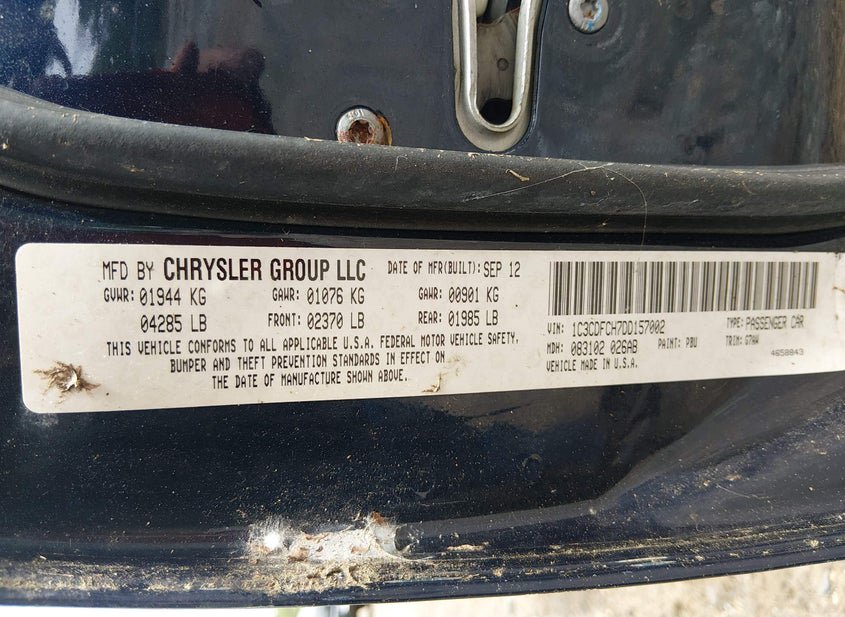 MFD BY CHRYSLER GROUP LLC DATE OF MFR(BUILT): SEP 12
GVWR: 01944 KG GAWR: 01076 KG GAWR: 00901 KG
04285 LB FRONT: 02370 LB REAR: 01985 LB
THIS VEHICLE CONFORMS TO ALL APPLICABLE U.S.A. FEDERAL MOTOR VEHICLE SAFETY,
BUMPER AND THEFT PREVENTION STANDARDS IN EFFECT ON
THE DATE OF MANUFACTURE SHOWN ABOVE.
VIN: 1C3CDFCH7DD157002 TYPE: PASSENGER CAR
MDH: 083102 026AB PAINT: PBU TRIM: G7AW
VEHICLE MADE IN U.S.A. 4658843